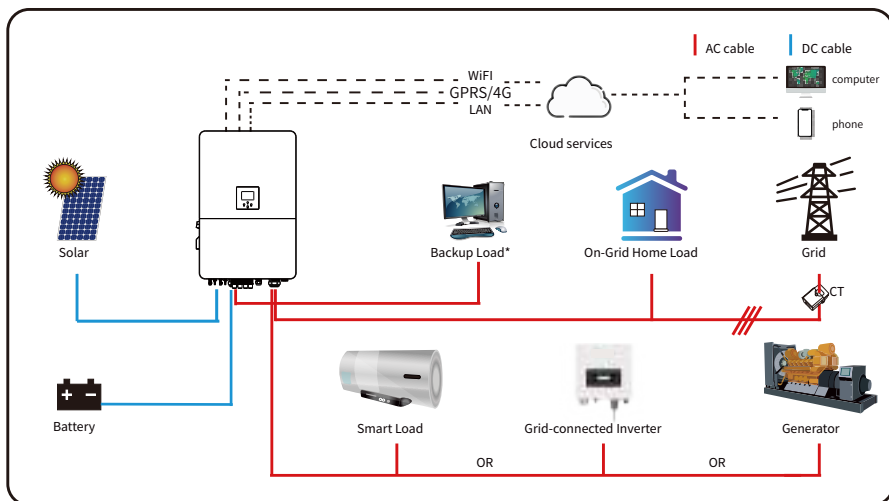 AC cable
DC cable
WiFI
GPRS/4G
LAN
computer
phone
Cloud services
Solar
Backup Load*
On-Grid Home Load
Grid
CT
Battery
Smart Load
Grid-connected Inverter
Generator
OR
OR